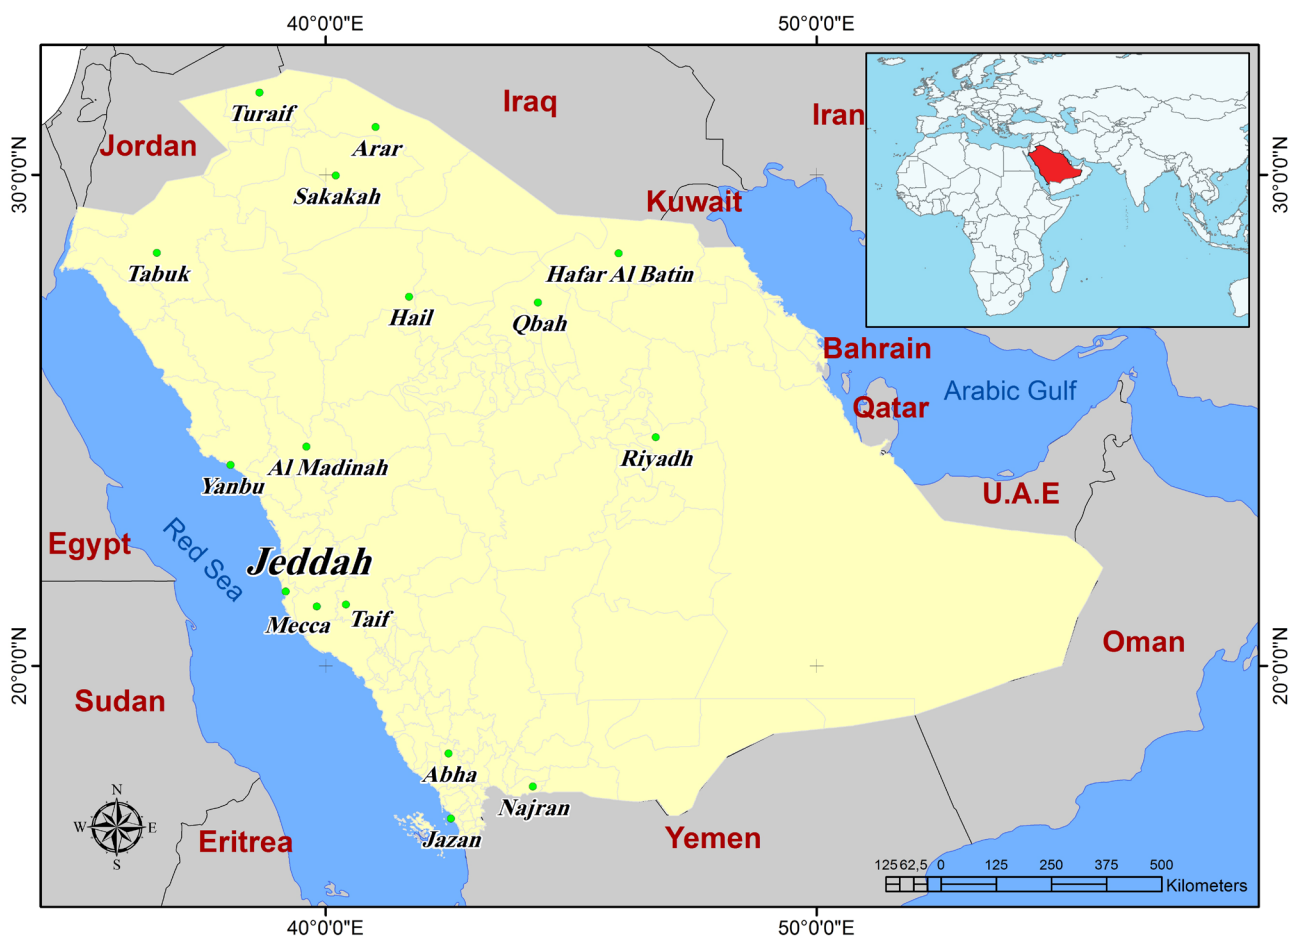 40°0'0"E 50°0'0"E
Iraq
Iran
Turaif
Jordan
Arar
30°0'0"N
30°0'0"N
Sakakah
Kuwait
Tabuk
Hafar Al Batin
Hail
Qbah
Bahrain
Arabic Gulf
Qatar
Riyadh
Al Madinah
Yanbu
U.A.E
Egypt
Red Sea
Jeddah
Mecca
Taif
Oman
20°0'0"N
20°0'0"N
Sudan
Abha
Najran
N
W E
S
Eritrea
Jazan
Yemen
125 62,5 0 125 250 375 500
Kilometers
40°0'0"E 50°0'0"E